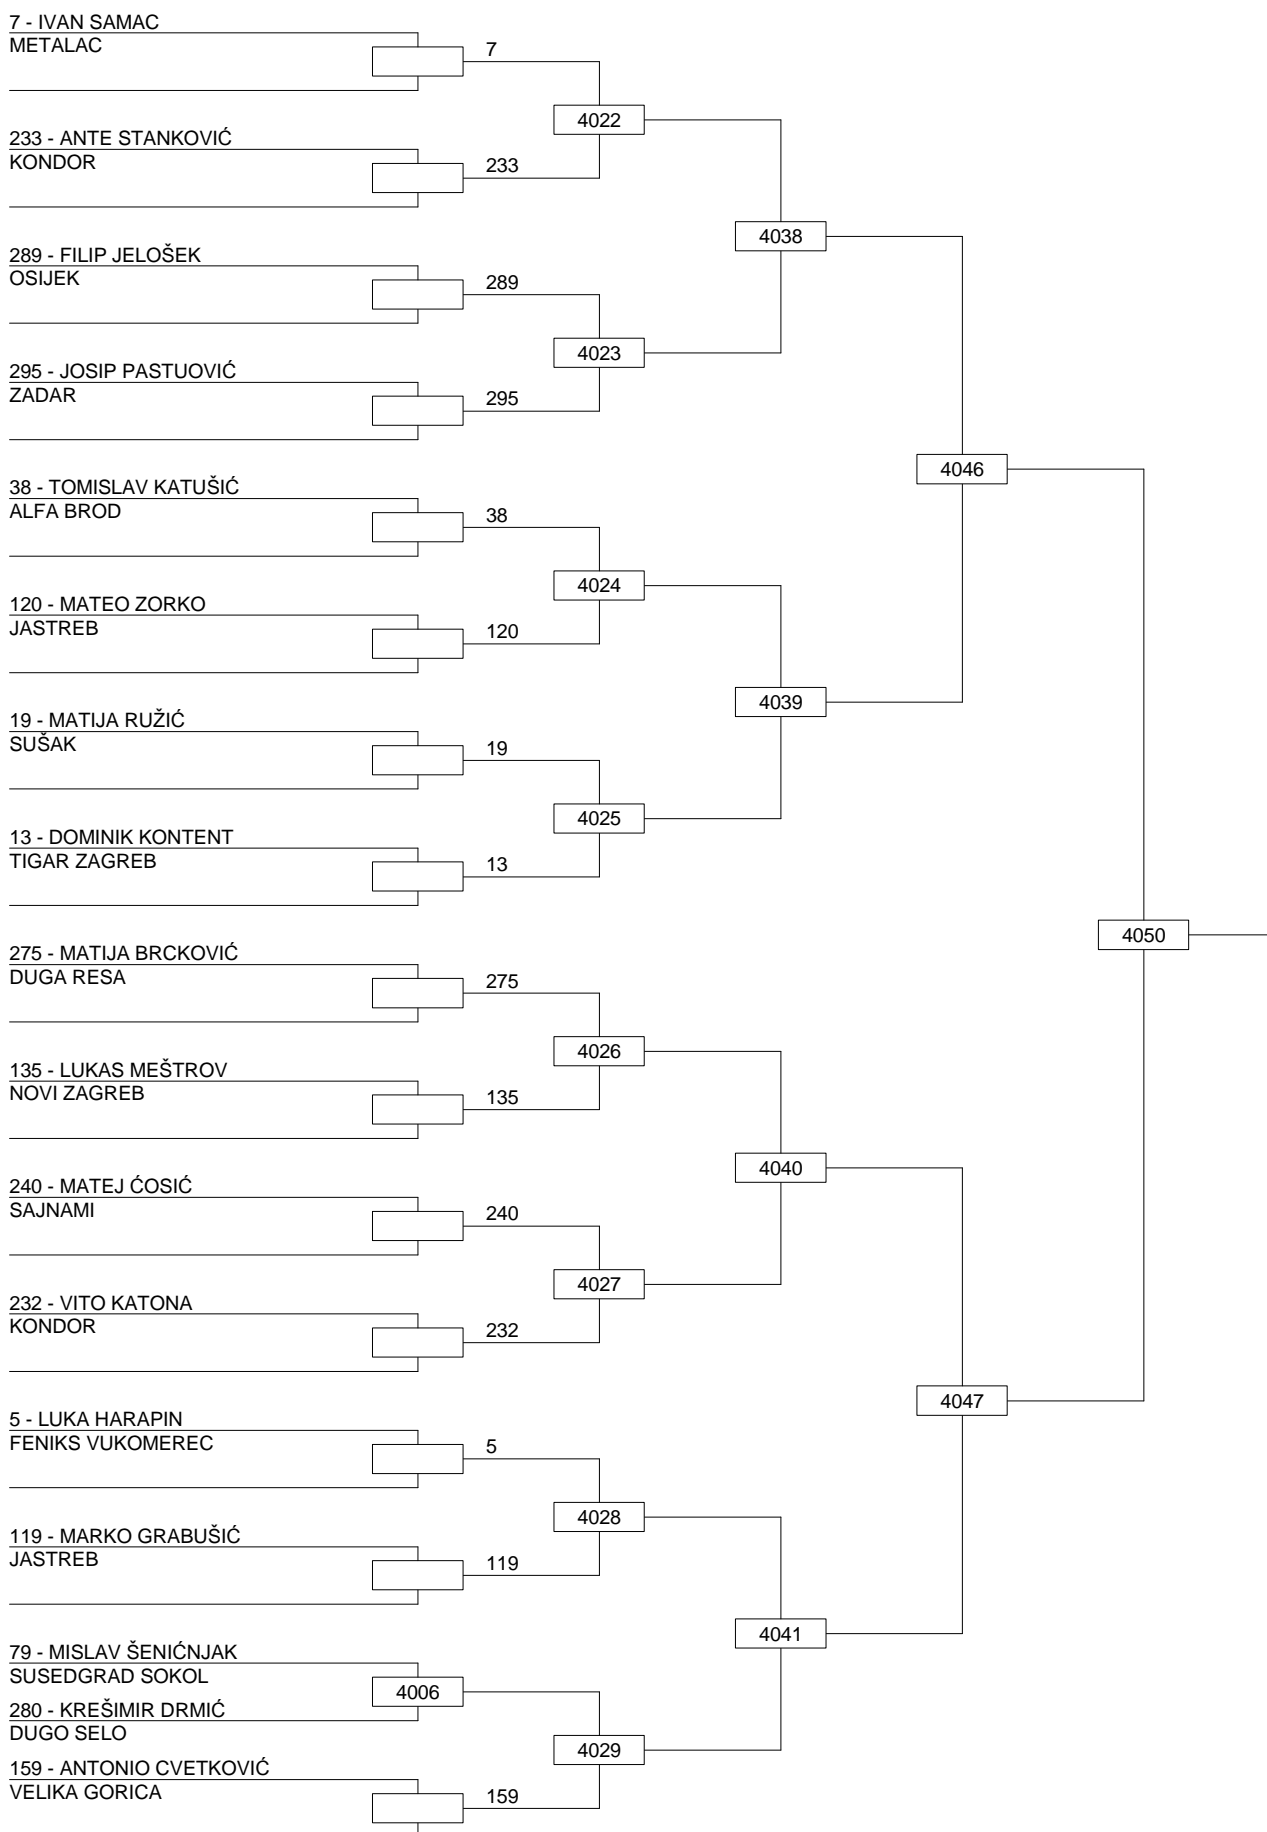 7 - IVAN SAMAC
METALAC
7
4022
233 - ANTE STANKOVIĆ
KONDOR
233
4038
289 - FILIP JELOŠEK
OSIJEK
289
4023
295 - JOSIP PASTUOVIĆ
ZADAR
295
4046
38 - TOMISLAV KATUŠIĆ
ALFA BROD
38
4024
120 - MATEO ZORKO
JASTREB
120
4039
19 - MATIJA RUŽIĆ
SUŠAK
19
4025
13 - DOMINIK KONTENT
TIGAR ZAGREB
13
4050
275 - MATIJA BRCKOVIĆ
DUGA RESA
275
4026
135 - LUKAS MEŠTROV
NOVI ZAGREB
135
4040
240 - MATEJ ĆOSIĆ
SAJNAMI
240
4027
232 - VITO KATONA
KONDOR
232
4047
5 - LUKA HARAPIN
FENIKS VUKOMEREC
5
4028
119 - MARKO GRABUŠIĆ
JASTREB
119
4041
79 - MISLAV ŠENIĆNJAK
SUSEDGRAD SOKOL
4006
280 - KREŠIMIR DRMIĆ
DUGO SELO
4029
159 - ANTONIO CVETKOVIĆ
VELIKA GORICA
159